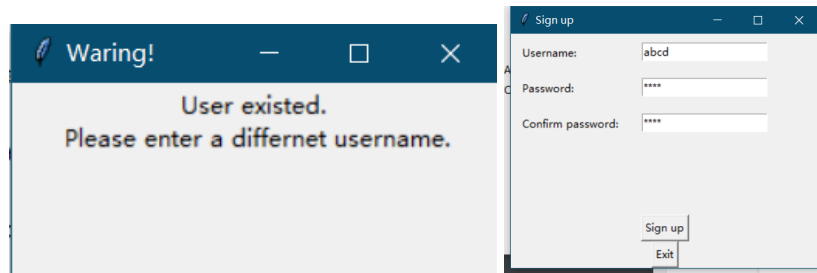 Waring!
User existed.
Please enter a differnet username.
Sign up
Username: abcd
Password: ****
Confirm password: ****
Sign up
Exit